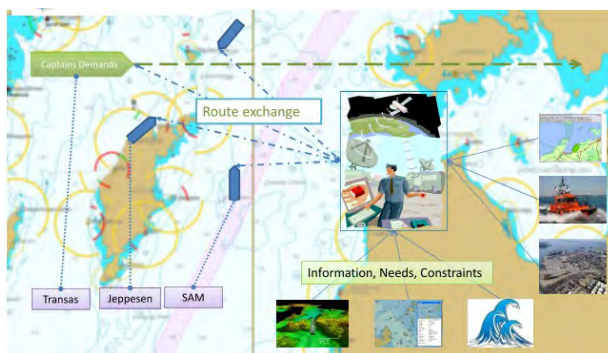 Captains Demands
Route exchange
Information, Needs, Constraints
Transas
Jeppesen
SAM